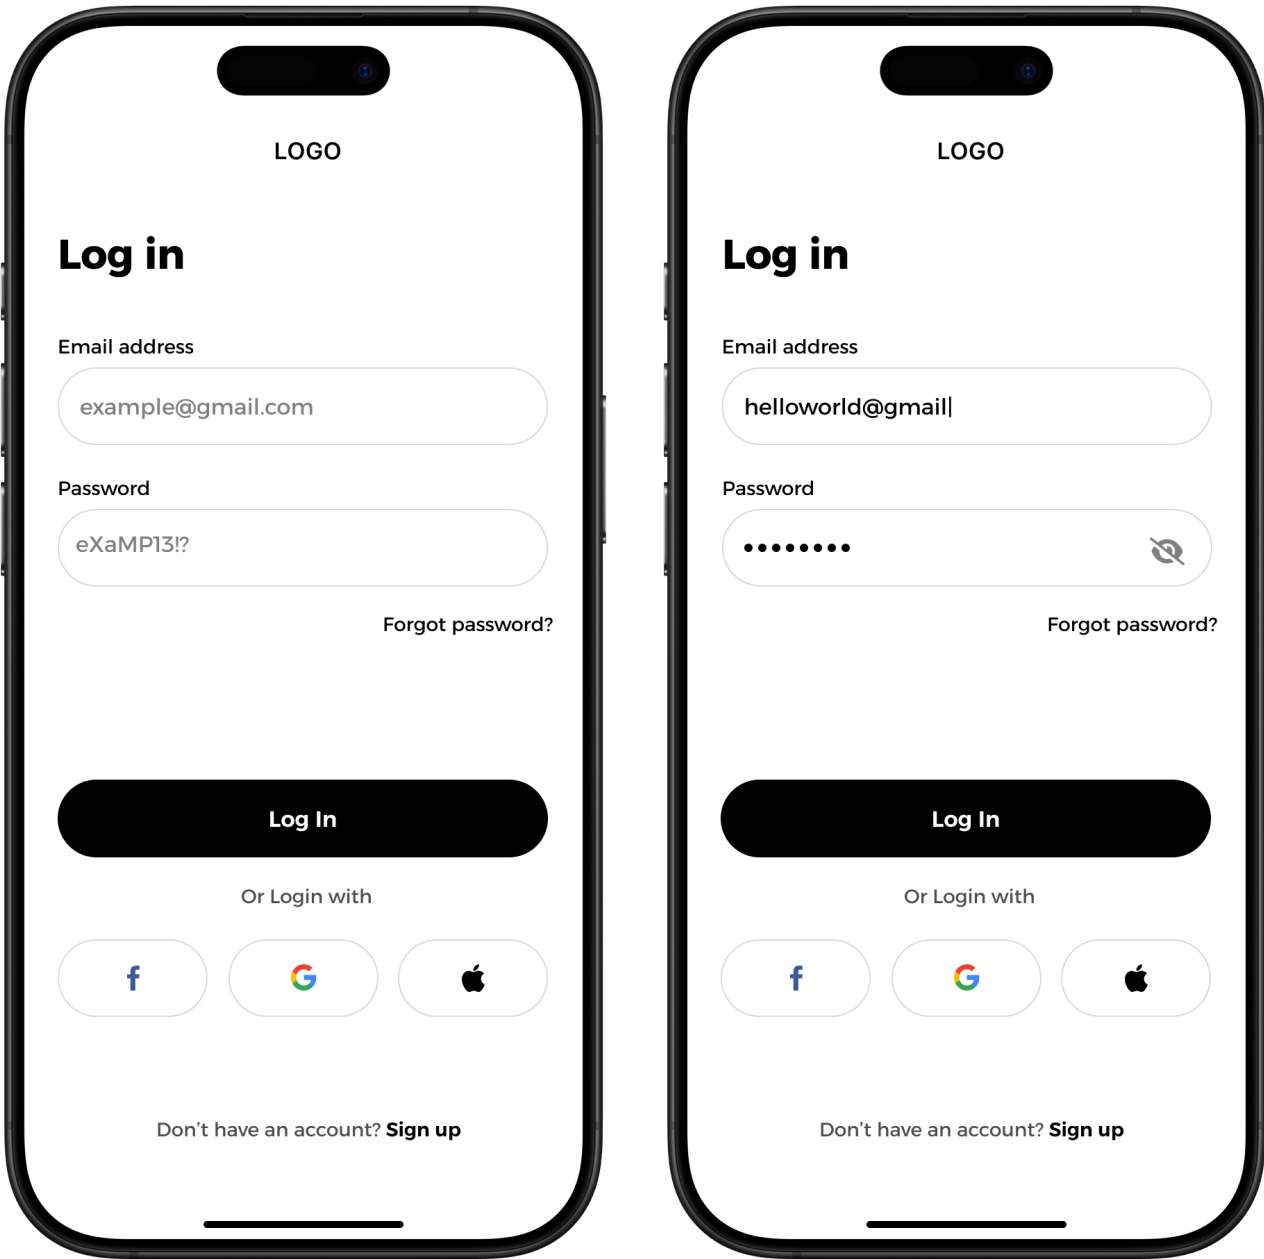 LOGO
Log in
Email address
example@gmail.com
Password
eXaMP13!?
Forgot password?
Log In
Or Login with
Don't have an account? Sign up
LOGO
Log in
Email address
helloworld@gmail
Password
••••••••
Forgot password?
Log In
Or Login with
Don't have an account? Sign up